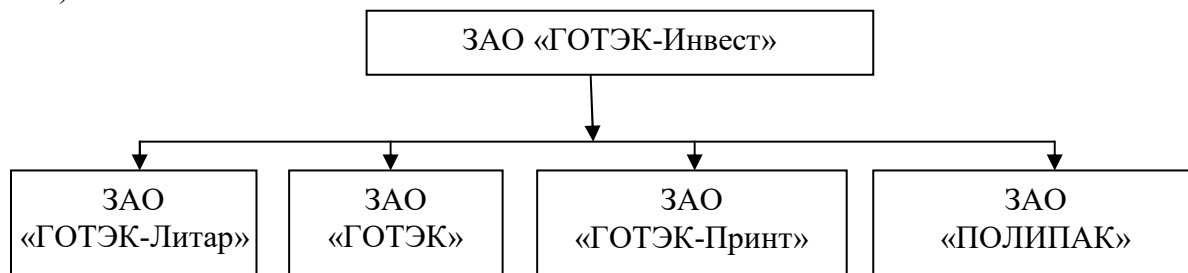 ЗАО «ГОТЭК-Инвест»
ЗАО
«ГОТЭК-Литар»
ЗАО
«ГОТЭК»
ЗАО
«ГОТЭК-Принт»
ЗАО
«ПОЛИПАК»